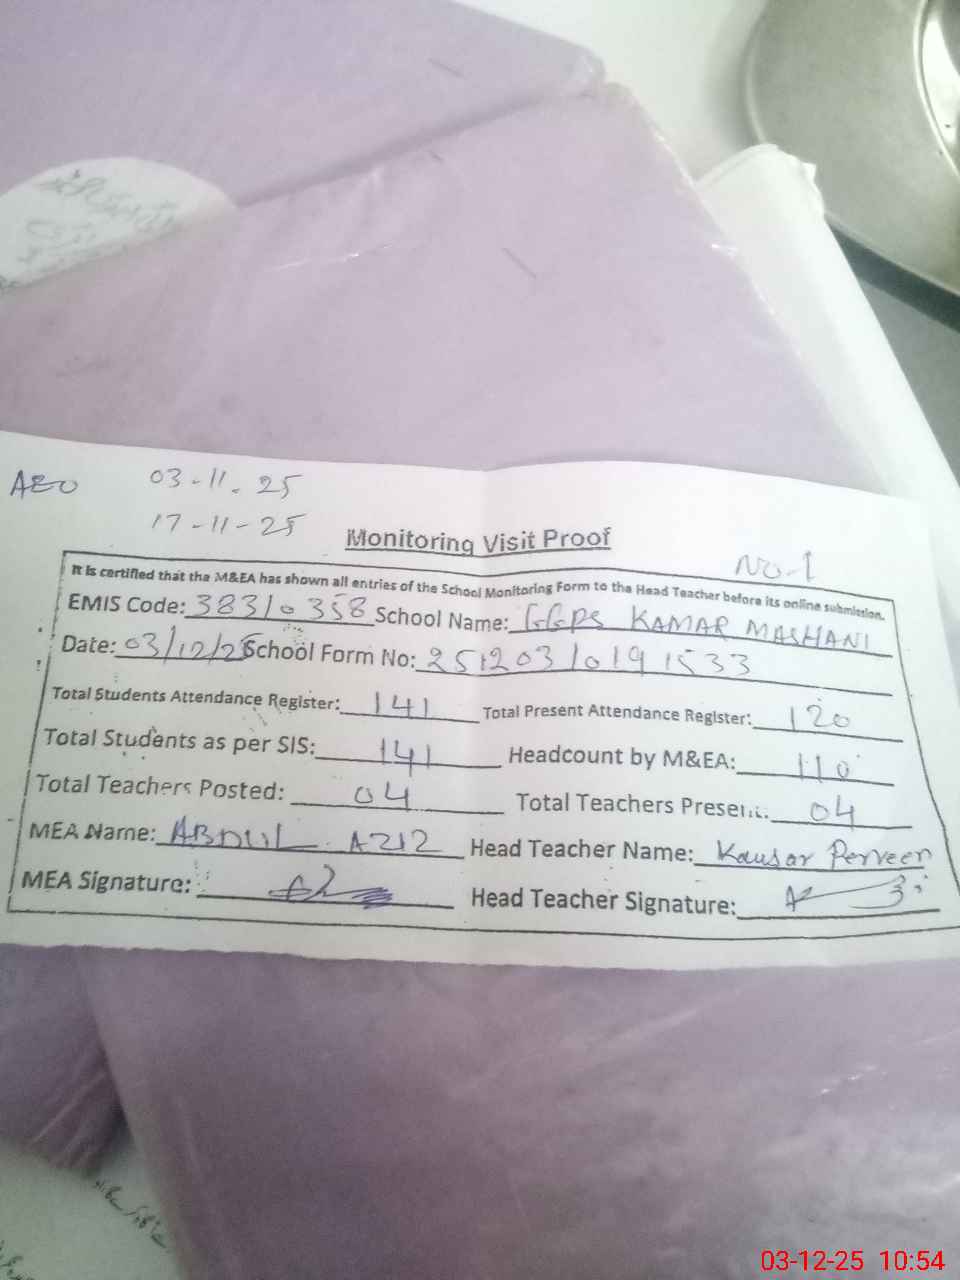 AEO 03-11-25
17-11-25
Monitoring Visit Proof
NO-1
It is certified that the M&EA has shown all entries of the School Monitoring Form to the Head Teacher before its online submission.
EMIS Code: 38310358 School Name: GGPS KAMAR MASHANI
Date: 03/12/25 School Form No: 2512030191533
Total Students Attendance Register: 141 Total Present Attendance Register: 120
Total Students as per SIS: 141 Headcount by M&EA: 110
Total Teachers Posted: 04 Total Teachers Present: 04
MEA Name: ABDUL AZIZ Head Teacher Name: Kausar Perveen
MEA Signature: Head Teacher Signature:
03-12-25 10:54